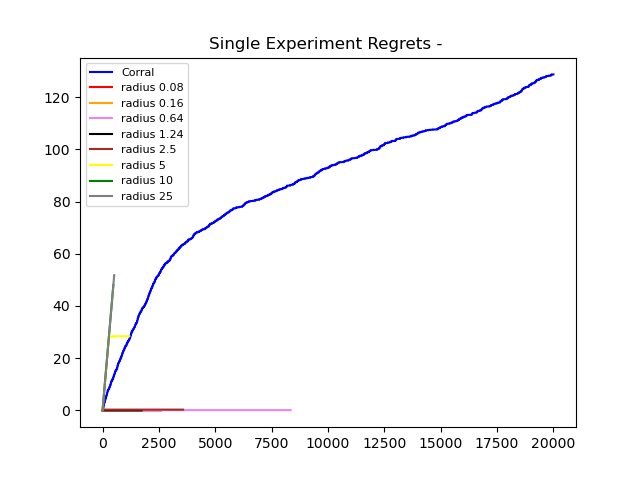 Single Experiment Regrets -
Corral
radius 0.08
radius 0.16
radius 0.64
radius 1.24
radius 2.5
radius 5
radius 10
radius 25
120
100
80
60
40
20
0
0 2500 5000 7500 10000 12500 15000 17500 20000